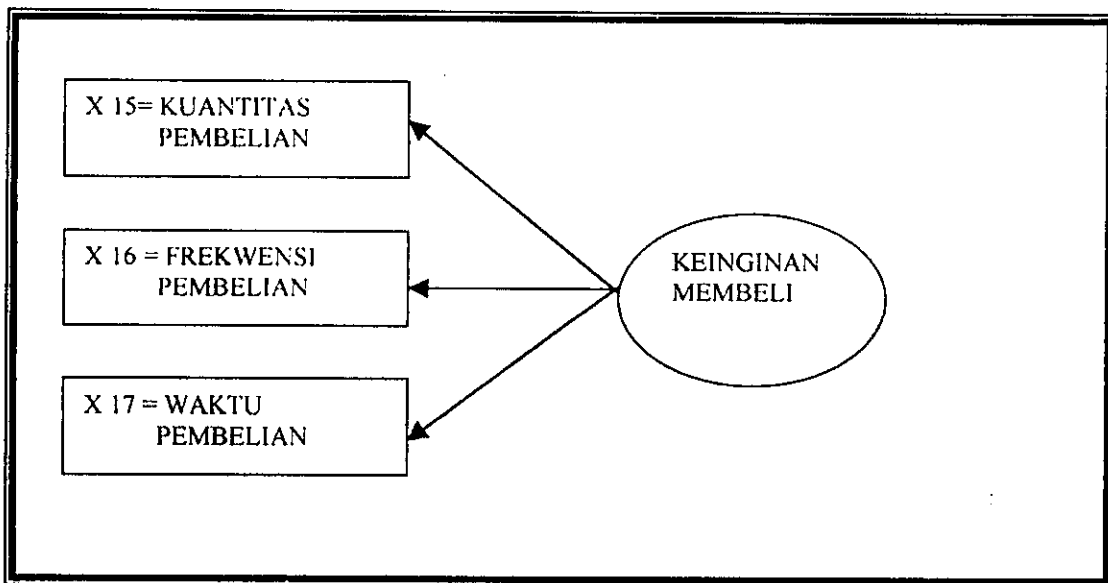 X 15= KUANTITAS
PEMBELIAN
X 16 = FREKWENSI
PEMBELIAN
X 17 = WAKTU
PEMBELIAN
KEINGINAN
MEMBELI